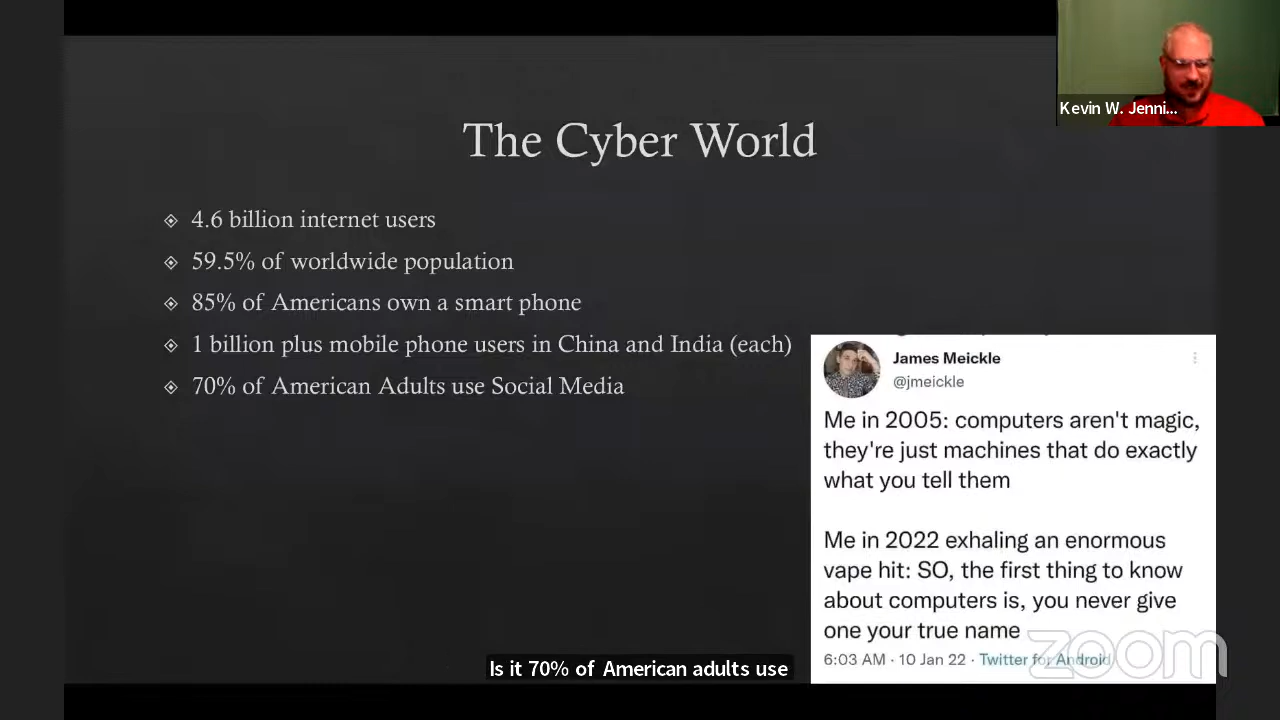 Kevin W. Jenni...
The Cyber World
4.6 billion internet users
59.5% of worldwide population
85% of Americans own a smart phone
1 billion plus mobile phone users in China and India (each)
70% of American Adults use Social Media
James Meickle
@jmeickle
Me in 2005: computers aren't magic,
they're just machines that do exactly
what you tell them
Me in 2022 exhaling an enormous
vape hit: SO, the first thing to know
about computers is, you never give
one your true name
6:03 AM · 10 Jan 22 · Twitter for Android
zoom
Is it 70% of American adults use